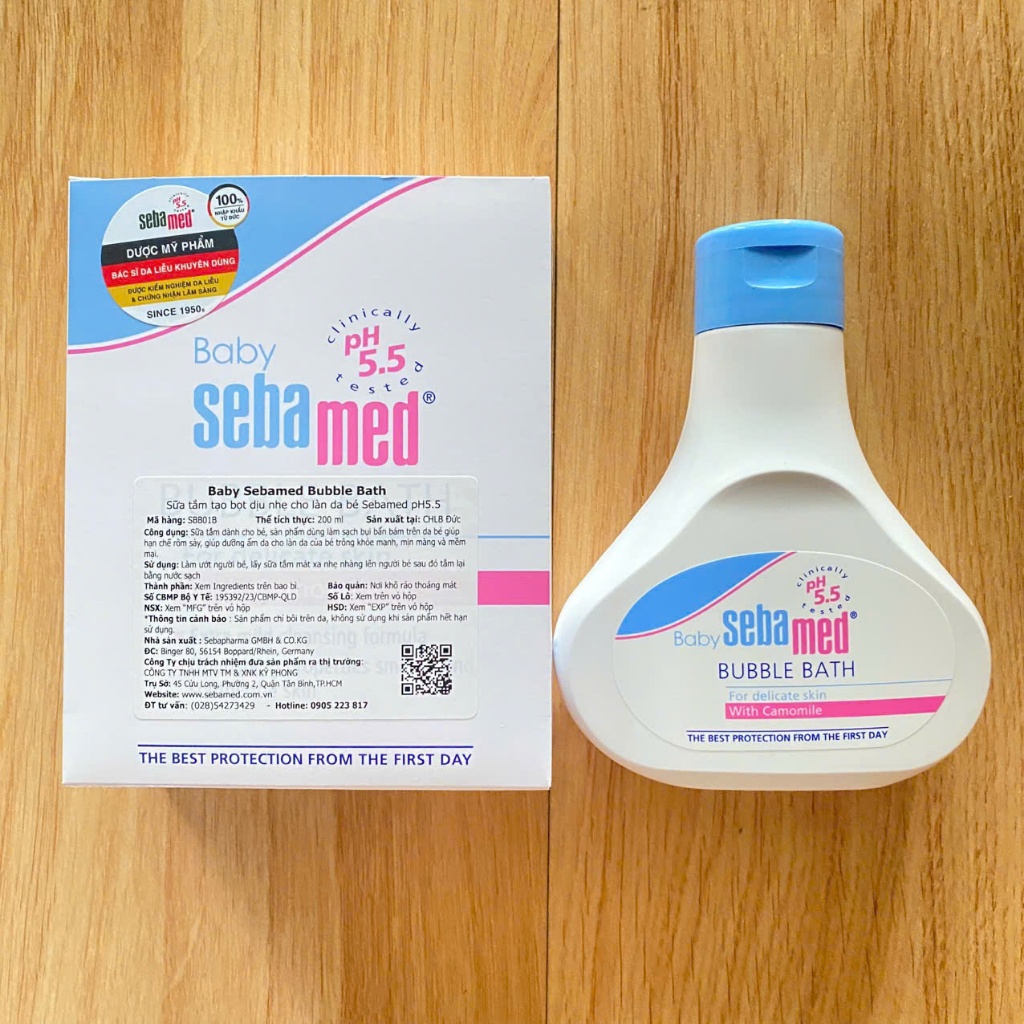 clinically
pH
5.5
tested
sebamed®
100%
NHẬP KHẨU
TỪ ĐỨC
DƯỢC MỸ PHẨM
BÁC SĨ DA LIỄU KHUYÊN DÙNG
ĐƯỢC KIỂM NGHIỆM DA LIỄU
& CHỨNG NHẬN LÂM SÀNG
SINCE 1950s
clinically
pH
5.5
tested
Baby
sebamed®
Baby Sebamed Bubble Bath
Sữa tắm tạo bọt dịu nhẹ cho làn da bé Sebamed pH5.5
Mã hàng: SBB01B Thể tích thực: 200 ml Sản xuất tại: CHLB Đức
Công dụng: Sữa tắm dành cho bé, sản phẩm dùng làm sạch bụi bẩn bám trên da bé giúp
hạn chế rôm sảy, giúp dưỡng ẩm da cho làn da của bé trông khỏe mạnh, mịn màng và mềm
mại.
Sử dụng: Làm ướt người bé, lấy sữa tắm mát xa nhẹ nhàng lên người bé sau đó tắm lại
bằng nước sạch
Thành phần: Xem Ingredients trên bao bì. Bảo quản: Nơi khô ráo thoáng mát
Số CBMP Bộ Y Tế: 195392/23/CBMP-QLD Số Lô: Xem trên vỏ hộp
NSX: Xem "MFG" trên vỏ hộp HSD: Xem "EXP" trên vỏ hộp
*Thông tin cảnh báo : Sản phẩm chỉ bôi trên da, không sử dụng khi sản phẩm hết hạn
sử dụng.
Nhà sản xuất : Sebapharma GMBH & CO.KG
ĐC: Binger 80, 56154 Boppard/Rhein, Germany
Công Ty chịu trách nhiệm đưa sản phẩm ra thị trường:
CÔNG TY TNHH MTV TM & XNK KỲ PHONG
Trụ Sở: 45 Cửu Long, Phường 2, Quận Tân Bình,TP.HCM
Website: www.sebamed.com.vn
ĐT tư vấn: (028)54273429 - Hotline: 0905 223 817
THE BEST PROTECTION FROM THE FIRST DAY
clinically
pH
5.5
tested
Baby sebamed®
BUBBLE BATH
For delicate skin
With Camomile
THE BEST PROTECTION FROM THE FIRST DAY